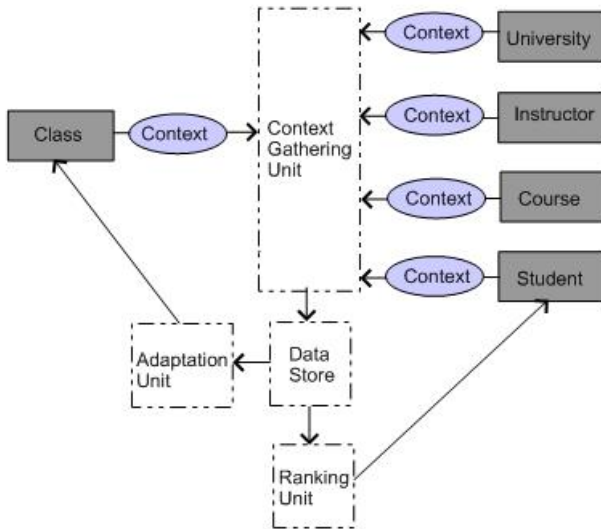 Context
University
Context
Instructor
Class
Context
Context
Gathering
Unit
Context
Course
Context
Student
Adaptation
Unit
Data
Store
Ranking
Unit